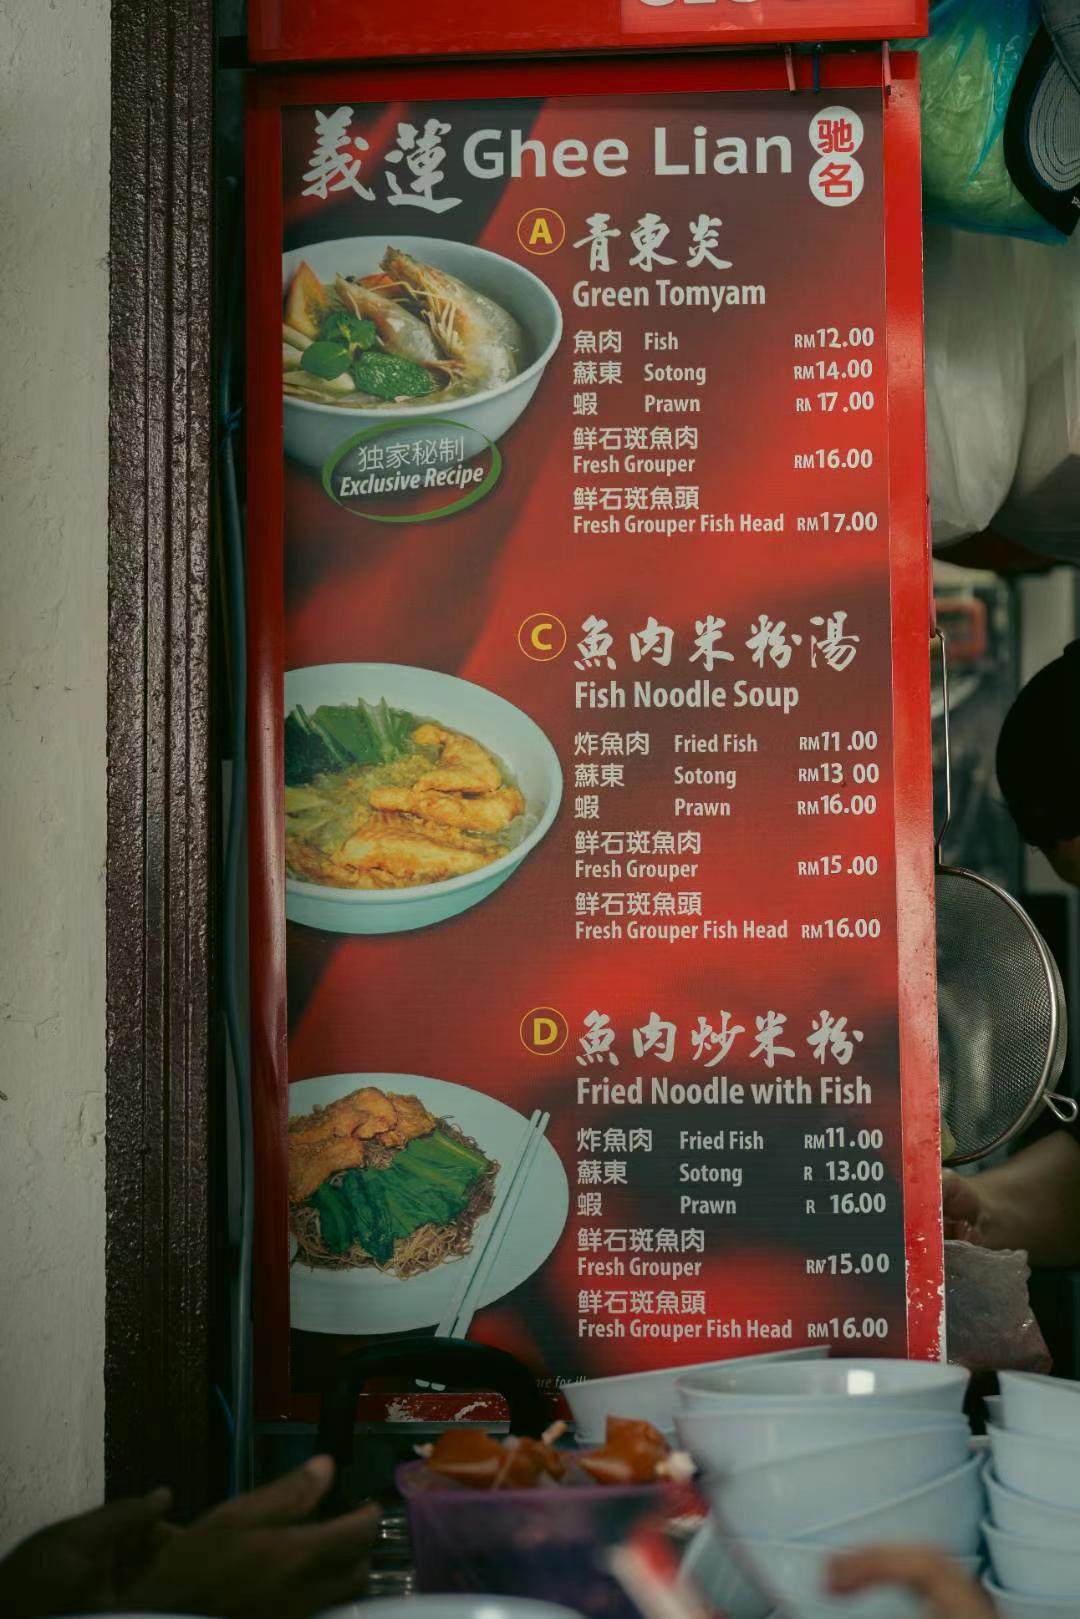 義蓮 Ghee Lian 驰名
A 青東炎
Green Tomyam
魚肉 Fish RM12.00
蘇東 Sotong RM14.00
蝦 Prawn RM 17.00
鲜石斑魚肉
Fresh Grouper RM16.00
鲜石斑魚頭
Fresh Grouper Fish Head RM17.00
独家秘制
Exclusive Recipe
C 魚肉米粉湯
Fish Noodle Soup
炸魚肉 Fried Fish RM11.00
蘇東 Sotong RM13 00
蝦 Prawn RM16.00
鲜石斑魚肉
Fresh Grouper RM15.00
鲜石斑魚頭
Fresh Grouper Fish Head RM16.00
D 魚肉炒米粉
Fried Noodle with Fish
炸魚肉 Fried Fish RM11.00
蘇東 Sotong R 13.00
蝦 Prawn R 16.00
鲜石斑魚肉
Fresh Grouper RM15.00
鲜石斑魚頭
Fresh Grouper Fish Head RM16.00